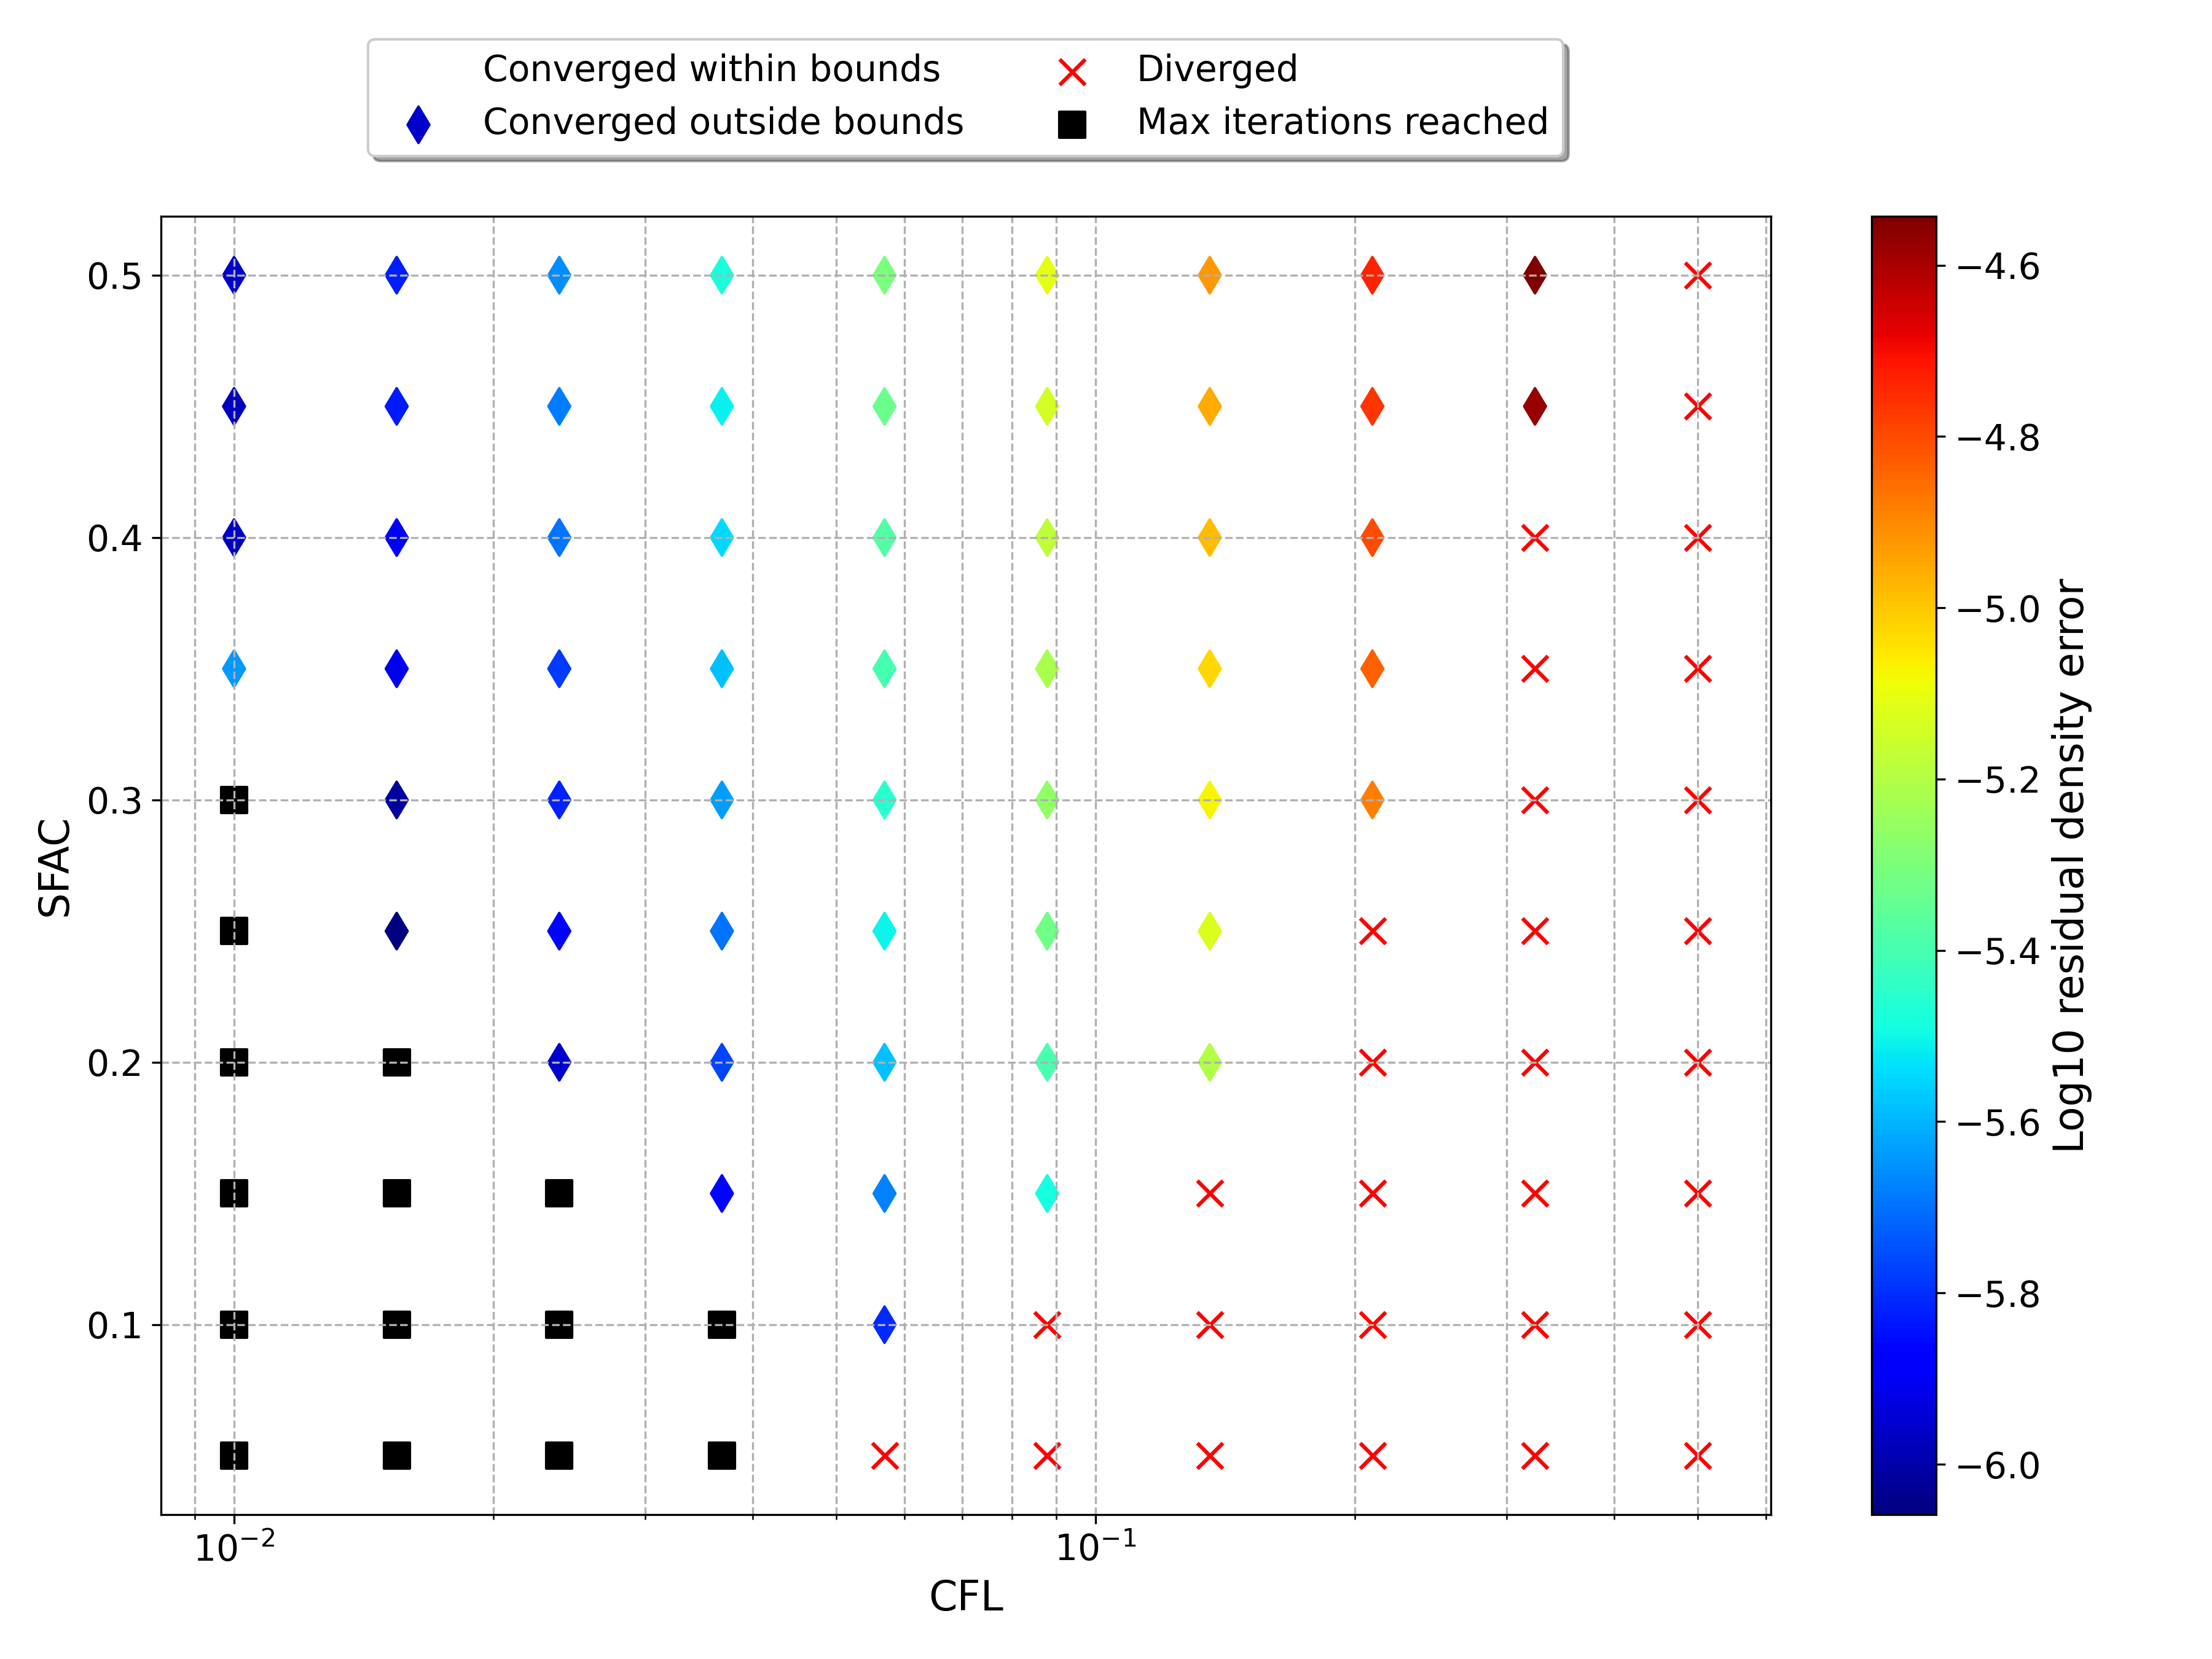 Converged within bounds
Converged outside bounds
Diverged
Max iterations reached
SFAC
0.5
0.4
0.3
0.2
0.1
10−2
10−1
CFL
−4.6
−4.8
−5.0
−5.2
−5.4
−5.6
−5.8
−6.0
Log10 residual density error